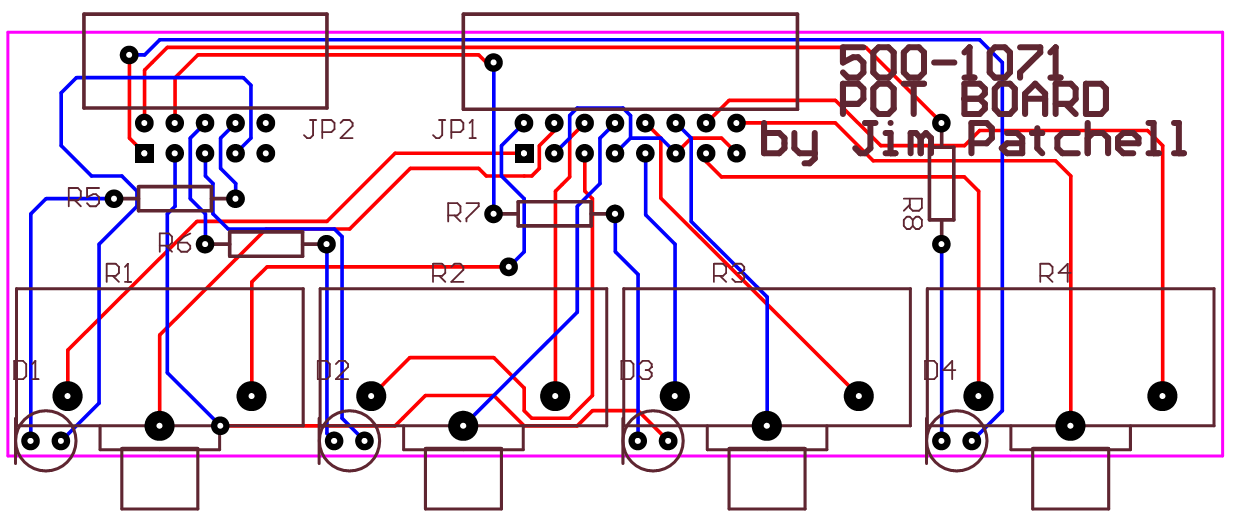 500-1071
POT BOARD
by Jim Patchell
JP2
JP1
R5
R7
R8
R6
R1
R2
R3
R4
D1
D2
D3
D4